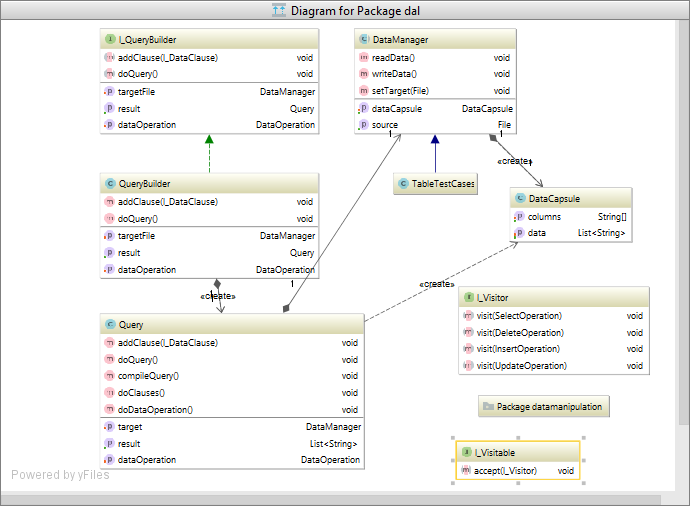 Diagram for Package dal
I_QueryBuilder
addClause(I_DataClause) void
doQuery() void
targetFile DataManager
result Query
dataOperation DataOperation
DataManager
readData() void
writeData() void
setTarget(File) void
dataCapsule DataCapsule
source File
1
1
TableTestCases
«create»
DataCapsule
columns String[]
data List<String>
QueryBuilder
addClause(I_DataClause) void
doQuery() void
targetFile DataManager
result Query
dataOperation DataOperation
1
1
«create»
«create»
Query
addClause(I_DataClause) void
doQuery() void
compileQuery() void
doClauses() void
doDataOperation() void
target DataManager
result List<String>
dataOperation DataOperation
I_Visitor
visit(SelectOperation) void
visit(DeleteOperation) void
visit(InsertOperation) void
visit(UpdateOperation) void
Package datamanipulation
I_Visitable
accept(I_Visitor) void
Powered by yFiles